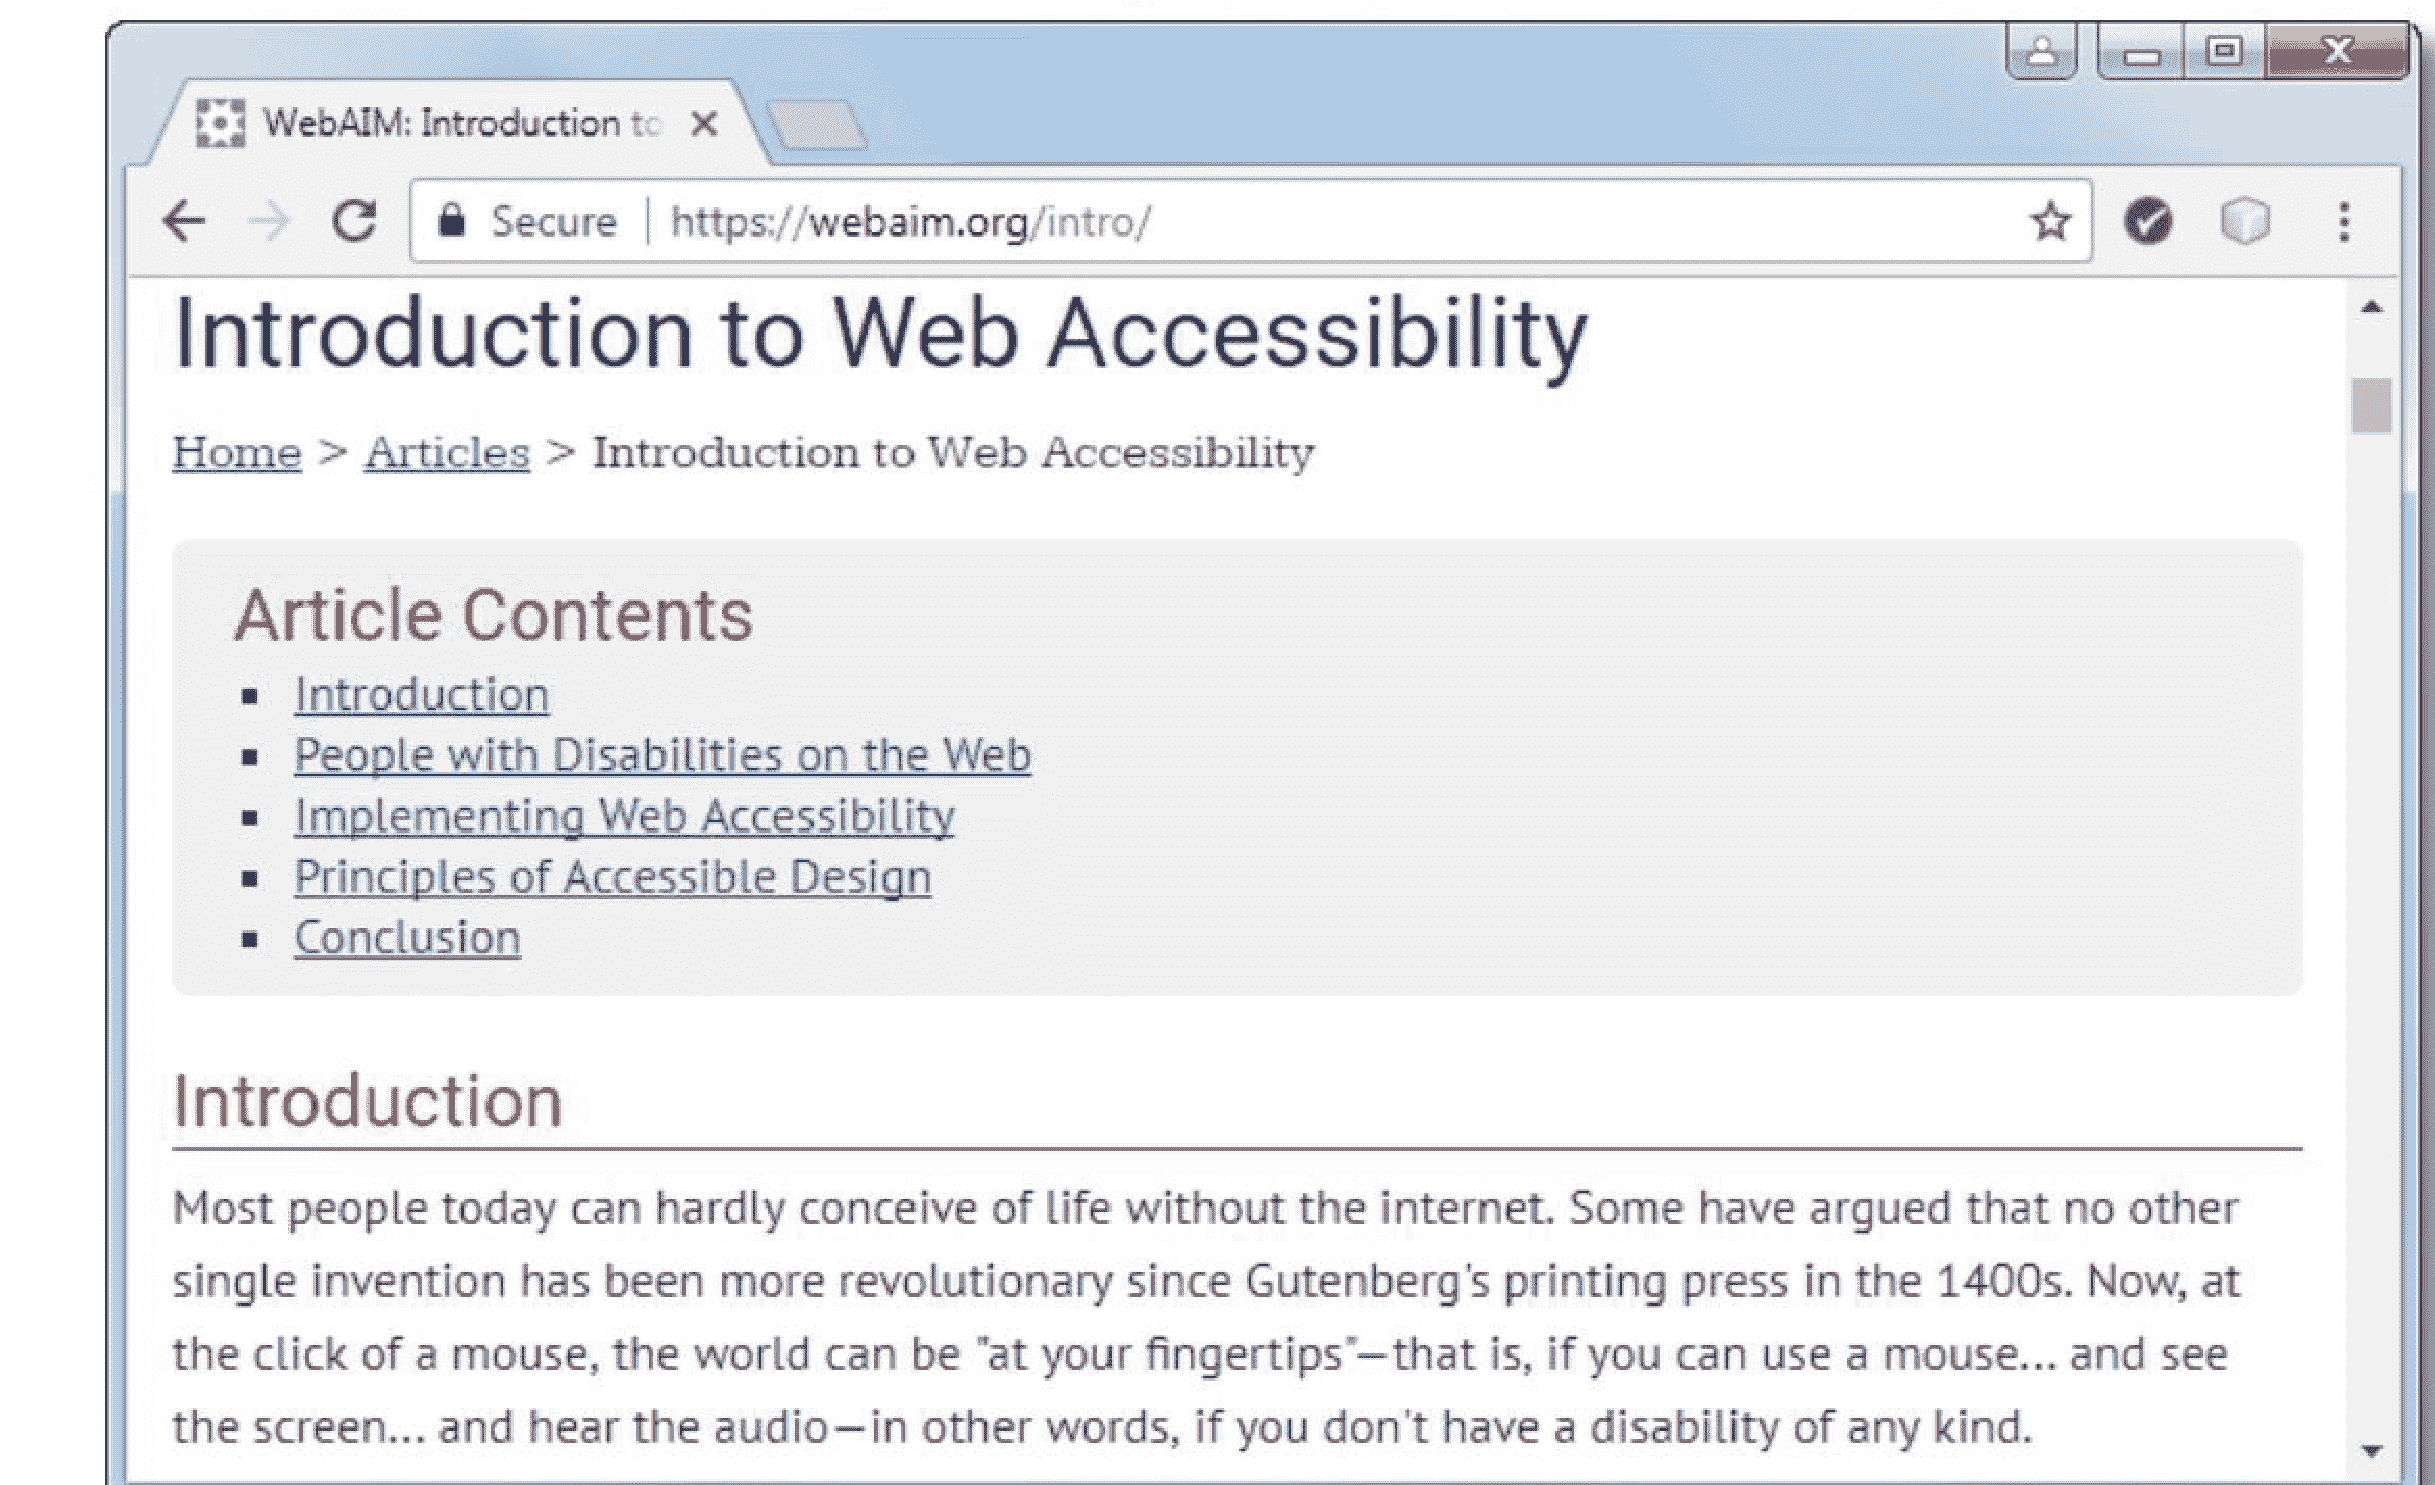 WebAIM: Introduction to
Secure
https://webaim.org/intro/
Introduction to Web Accessibility
Home > Articles > Introduction to Web Accessibility
Article Contents
Introduction
People with Disabilities on the Web
Implementing Web Accessibility
Principles of Accessible Design
Conclusion
Introduction
Most people today can hardly conceive of life without the internet. Some have argued that no other
single invention has been more revolutionary since Gutenberg's printing press in the 1400s. Now, at
the click of a mouse, the world can be "at your fingertips"—that is, if you can use a mouse... and see
the screen... and hear the audio—in other words, if you don't have a disability of any kind.